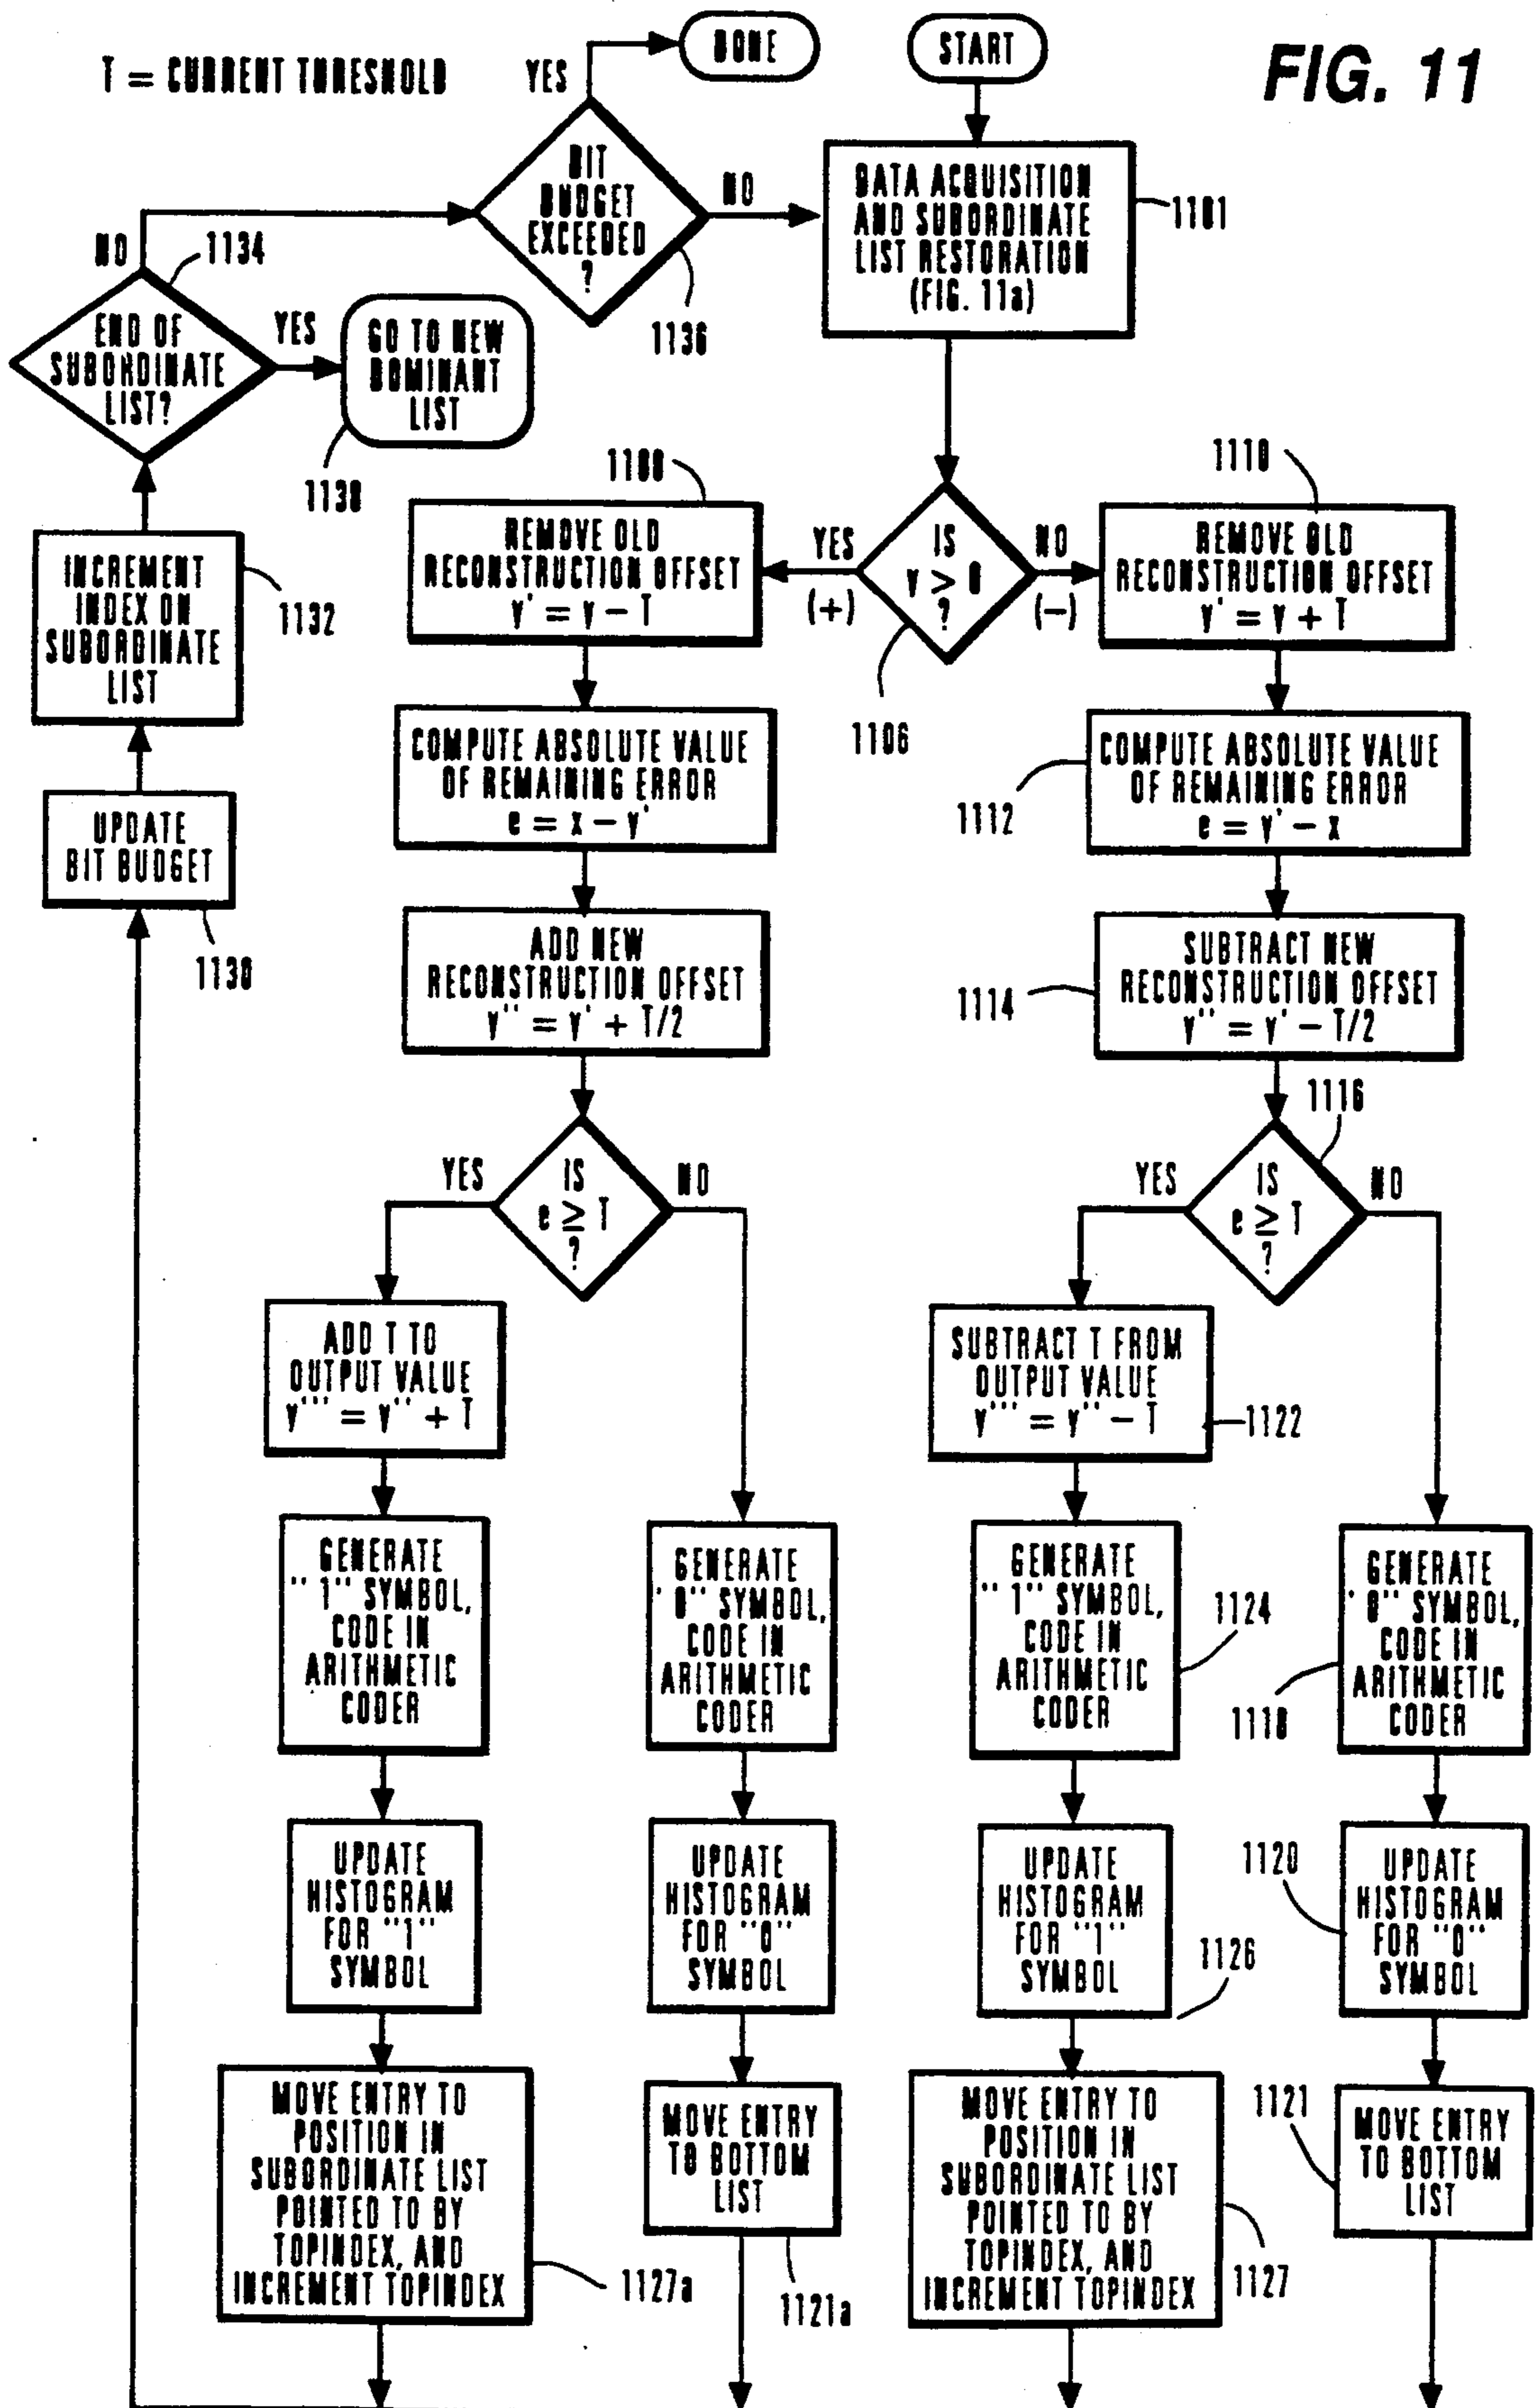 FIG. 11
T = CURRENT THRESHOLD
YES
DONE
START
BIT
BUDGET
EXCEEDED
?
NO
1136
DATA ACQUISITION
AND SUBORDINATE
LIST RESTORATION
(FIG. 11a)
1101
NO
1134
END OF
SUBORDINATE
LIST?
YES
GO TO NEW
DOMINANT
LIST
1138
INCREMENT
INDEX ON
SUBORDINATE
LIST
1132
UPDATE
BIT BUDGET
1130
1108
REMOVE OLD
RECONSTRUCTION OFFSET
y' = y − T
YES
(+)
IS
y > 0
?
1106
NO
(−)
1110
REMOVE OLD
RECONSTRUCTION OFFSET
y' = y + T
COMPUTE ABSOLUTE VALUE
OF REMAINING ERROR
e = x − y'
COMPUTE ABSOLUTE VALUE
OF REMAINING ERROR
e = y' − x
1112
ADD NEW
RECONSTRUCTION OFFSET
y'' = y' + T/2
SUBTRACT NEW
RECONSTRUCTION OFFSET
y'' = y' − T/2
1114
YES
IS
e ≥ T
?
NO
YES
IS
e ≥ T
?
NO
1116
ADD T TO
OUTPUT VALUE
y''' = y'' + T
SUBTRACT T FROM
OUTPUT VALUE
y''' = y'' − T
1122
GENERATE
"1" SYMBOL,
CODE IN
ARITHMETIC
CODER
GENERATE
'0" SYMBOL,
CODE IN
ARITHMETIC
CODER
GENERATE
"1" SYMBOL,
CODE IN
ARITHMETIC
CODER
1124
GENERATE
'0" SYMBOL,
CODE IN
ARITHMETIC
CODER
1118
UPDATE
HISTOGRAM
FOR "1"
SYMBOL
UPDATE
HISTOGRAM
FOR "0"
SYMBOL
UPDATE
HISTOGRAM
FOR "1"
SYMBOL
1126
UPDATE
HISTOGRAM
FOR "0"
SYMBOL
1120
MOVE ENTRY TO
POSITION IN
SUBORDINATE LIST
POINTED TO BY
TOPINDEX, AND
INCREMENT TOPINDEX
1127a
MOVE ENTRY
TO BOTTOM
LIST
1121a
MOVE ENTRY TO
POSITION IN
SUBORDINATE LIST
POINTED TO BY
TOPINDEX, AND
INCREMENT TOPINDEX
1127
MOVE ENTRY
TO BOTTOM
LIST
1121